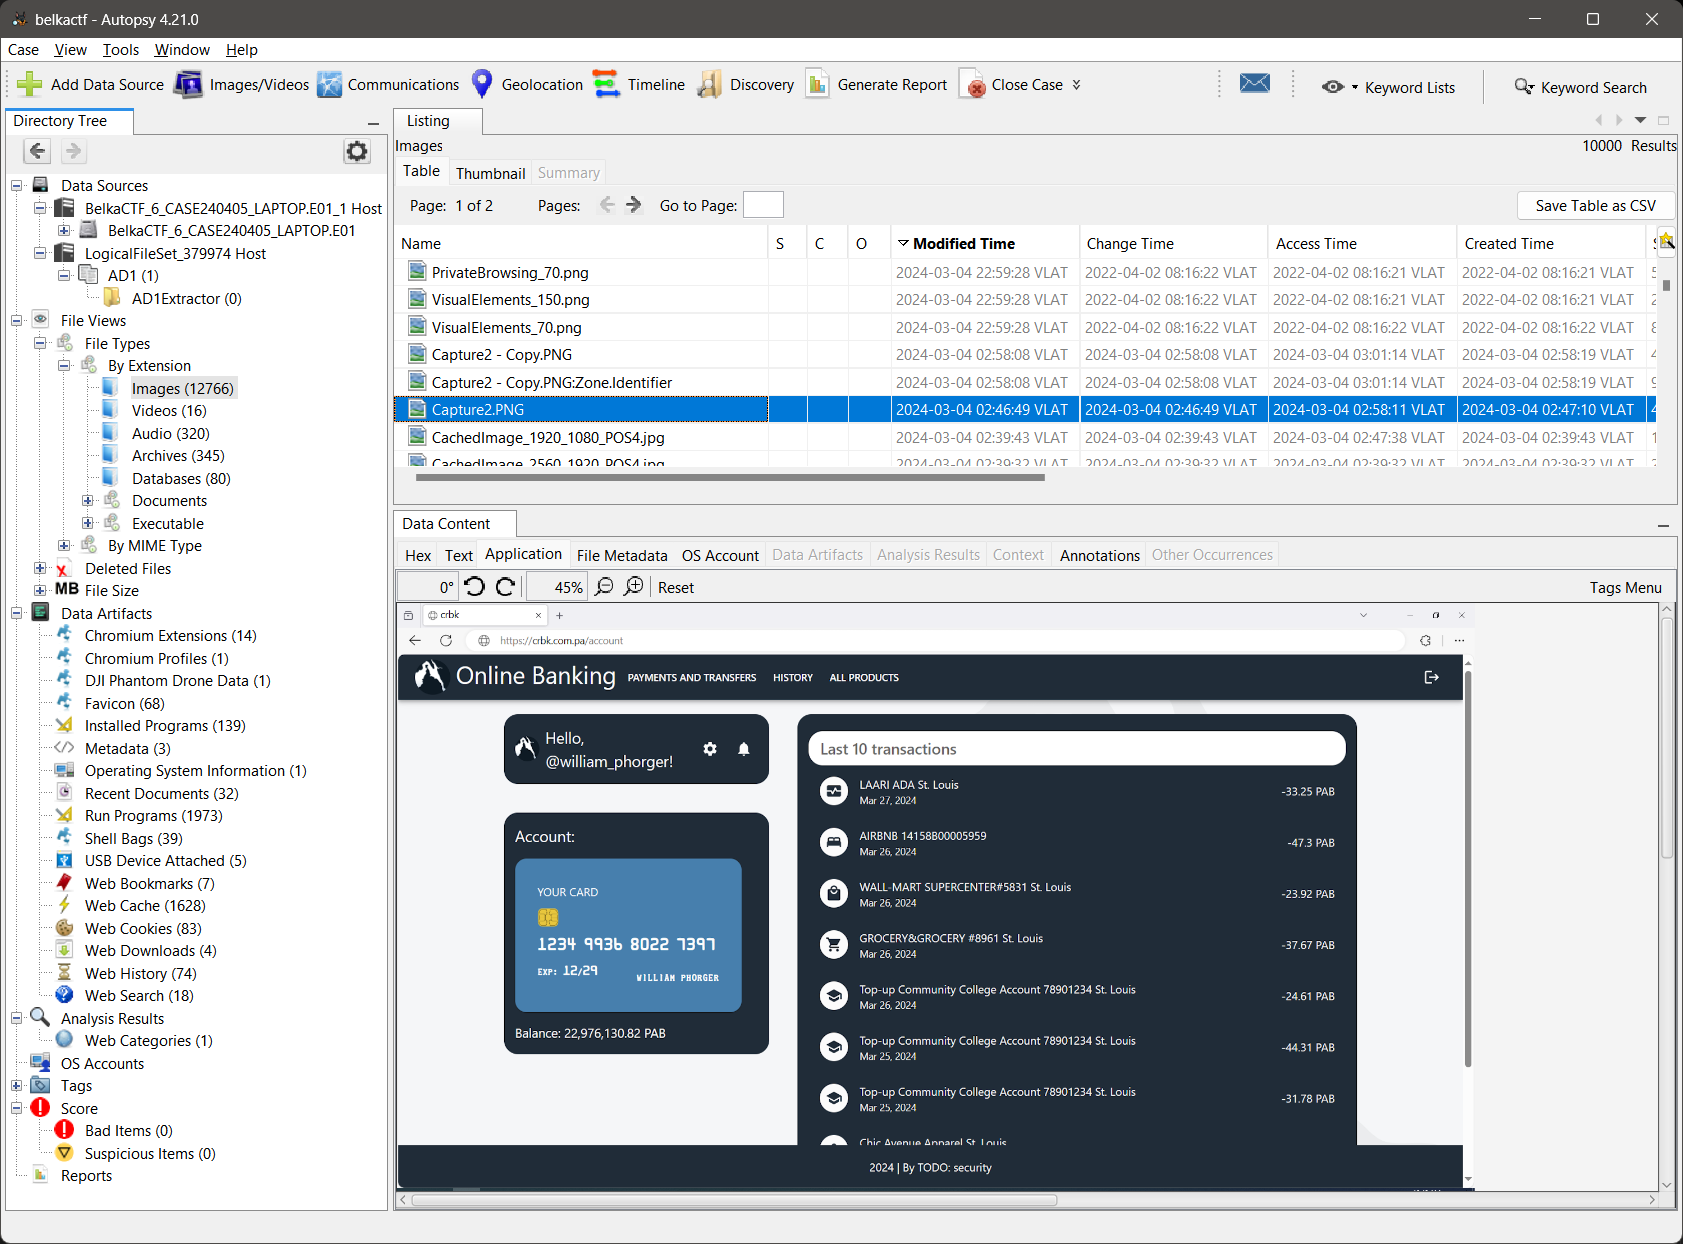 belkactf - Autopsy 4.21.0
Case View Tools Window Help
Add Data Source Images/Videos Communications Geolocation Timeline Discovery Generate Report Close Case Keyword Lists Keyword Search
Directory Tree
Data Sources
BelkaCTF_6_CASE240405_LAPTOP.E01_1 Host
BelkaCTF_6_CASE240405_LAPTOP.E01
LogicalFileSet_379974 Host
AD1 (1)
AD1Extractor (0)
File Views
File Types
By Extension
Images (12766)
Videos (16)
Audio (320)
Archives (345)
Databases (80)
Documents
Executable
By MIME Type
Deleted Files
MB File Size
Data Artifacts
Chromium Extensions (14)
Chromium Profiles (1)
DJI Phantom Drone Data (1)
Favicon (68)
Installed Programs (139)
Metadata (3)
Operating System Information (1)
Recent Documents (32)
Run Programs (1973)
Shell Bags (39)
USB Device Attached (5)
Web Bookmarks (7)
Web Cache (1628)
Web Cookies (83)
Web Downloads (4)
Web History (74)
Web Search (18)
Analysis Results
Web Categories (1)
OS Accounts
Tags
Score
Bad Items (0)
Suspicious Items (0)
Reports
Listing
Images 10000 Results
Table Thumbnail Summary
Page: 1 of 2 Pages: Go to Page: Save Table as CSV
Name S C O Modified Time Change Time Access Time Created Time
PrivateBrowsing_70.png 2024-03-04 22:59:28 VLAT 2022-04-02 08:16:22 VLAT 2022-04-02 08:16:21 VLAT 2022-04-02 08:16:21 VLAT
VisualElements_150.png 2024-03-04 22:59:28 VLAT 2022-04-02 08:16:22 VLAT 2022-04-02 08:16:21 VLAT 2022-04-02 08:16:21 VLAT
VisualElements_70.png 2024-03-04 22:59:28 VLAT 2022-04-02 08:16:22 VLAT 2022-04-02 08:16:22 VLAT 2022-04-02 08:16:22 VLAT
Capture2 - Copy.PNG 2024-03-04 02:58:08 VLAT 2024-03-04 02:58:08 VLAT 2024-03-04 03:01:14 VLAT 2024-03-04 02:58:19 VLAT
Capture2 - Copy.PNG:Zone.Identifier 2024-03-04 02:58:08 VLAT 2024-03-04 02:58:08 VLAT 2024-03-04 03:01:14 VLAT 2024-03-04 02:58:19 VLAT
Capture2.PNG 2024-03-04 02:46:49 VLAT 2024-03-04 02:46:49 VLAT 2024-03-04 02:58:11 VLAT 2024-03-04 02:47:10 VLAT
CachedImage_1920_1080_POS4.jpg 2024-03-04 02:39:43 VLAT 2024-03-04 02:39:43 VLAT 2024-03-04 02:47:38 VLAT 2024-03-04 02:39:43 VLAT
CachedImage_2560_1920_POS4.jpg 2024-03-04 02:39:32 VLAT 2024-03-04 02:39:32 VLAT 2024-03-04 02:39:32 VLAT 2024-03-04 02:39:32 VLAT
Data Content
Hex Text Application File Metadata OS Account Data Artifacts Analysis Results Context Annotations Other Occurrences
0° 45% Reset Tags Menu
crbk
https://crbk.com.pa/account
Online Banking PAYMENTS AND TRANSFERS HISTORY ALL PRODUCTS
Hello,
@william_phorger!
Account:
YOUR CARD
1234 9936 8022 7397
EXP: 12/29
WILLIAM PHORGER
Balance: 22,976,130.82 PAB
Last 10 transactions
LAARI ADA St. Louis
Mar 27, 2024
-33.25 PAB
AIRBNB 14158B00005959
Mar 26, 2024
-47.3 PAB
WALL-MART SUPERCENTER#5831 St. Louis
Mar 26, 2024
-23.92 PAB
GROCERY&GROCERY #8961 St. Louis
Mar 26, 2024
-37.67 PAB
Top-up Community College Account 78901234 St. Louis
Mar 26, 2024
-24.61 PAB
Top-up Community College Account 78901234 St. Louis
Mar 25, 2024
-44.31 PAB
Top-up Community College Account 78901234 St. Louis
Mar 25, 2024
-31.78 PAB
Chic Avenue Apparel St. Louis
2024 | By TODO: security